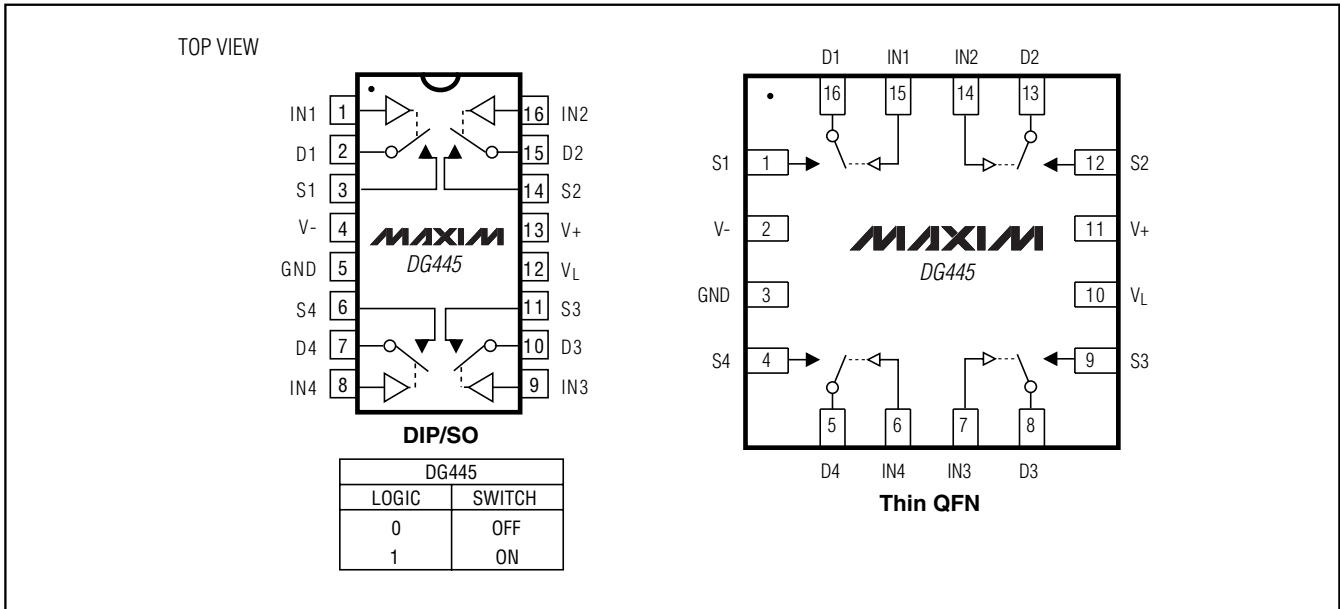 TOP VIEW
IN1 1 16 IN2
D1 2 15 D2
S1 3 14 S2
V- 4 13 V+
MAXIM
DG445
GND 5 12 VL
S4 6 11 S3
D4 7 10 D3
IN4 8 9 IN3
DIP/SO
DG445
LOGIC SWITCH
0 OFF
1 ON
D1 IN1 IN2 D2
16 15 14 13
S1 1 12 S2
V- 2 11 V+
MAXIM
DG445
GND 3 10 VL
S4 4 9 S3
5 6 7 8
D4 IN4 IN3 D3
Thin QFN